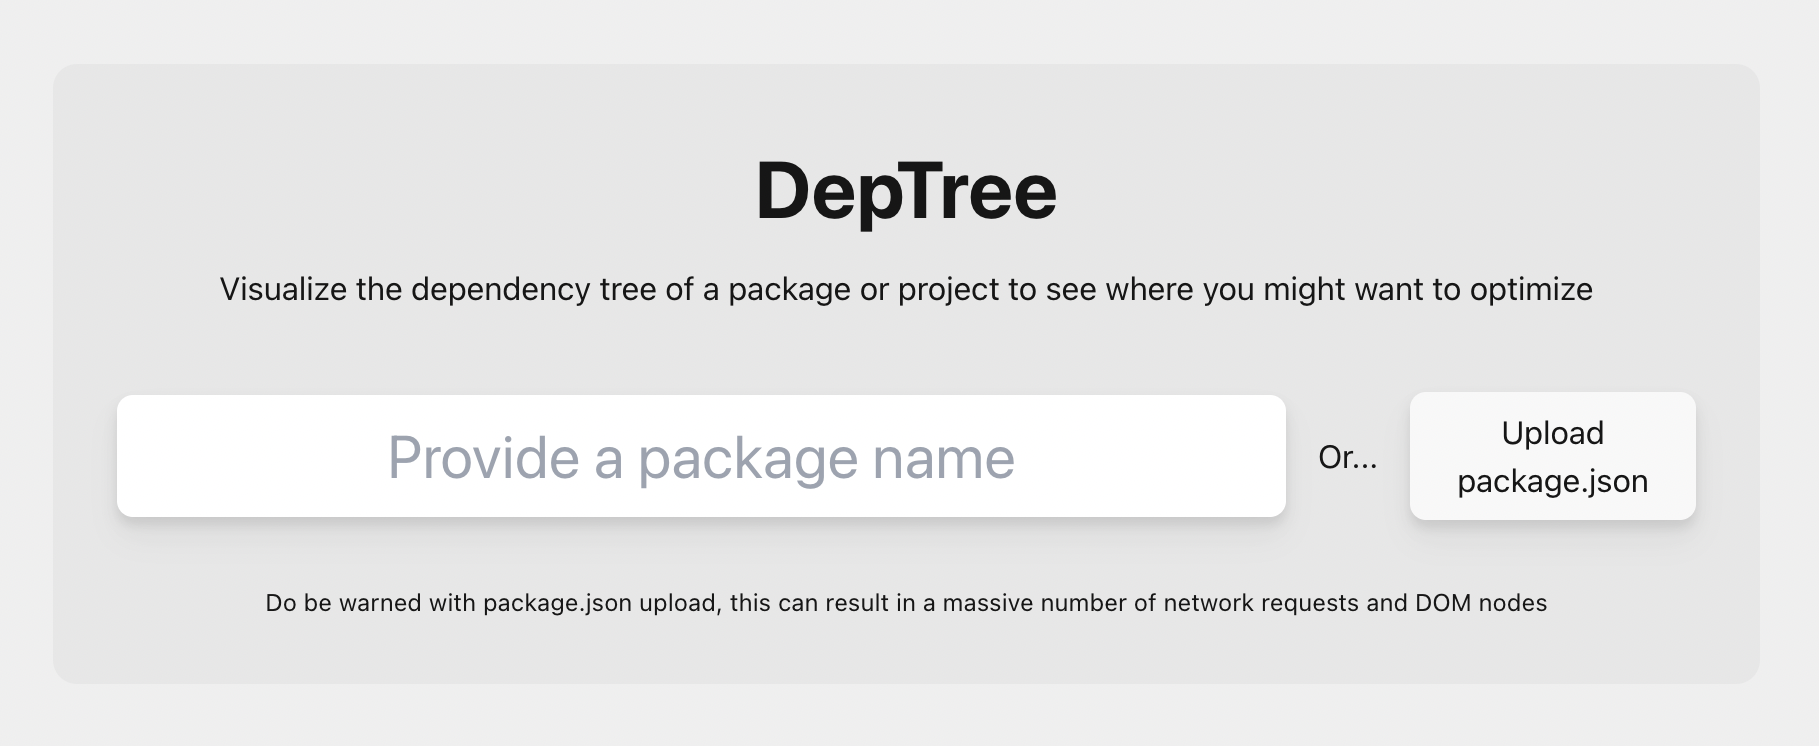 DepTree
Visualize the dependency tree of a package or project to see where you might want to optimize
Provide a package name
Or...
Upload
package.json
Do be warned with package.json upload, this can result in a massive number of network requests and DOM nodes